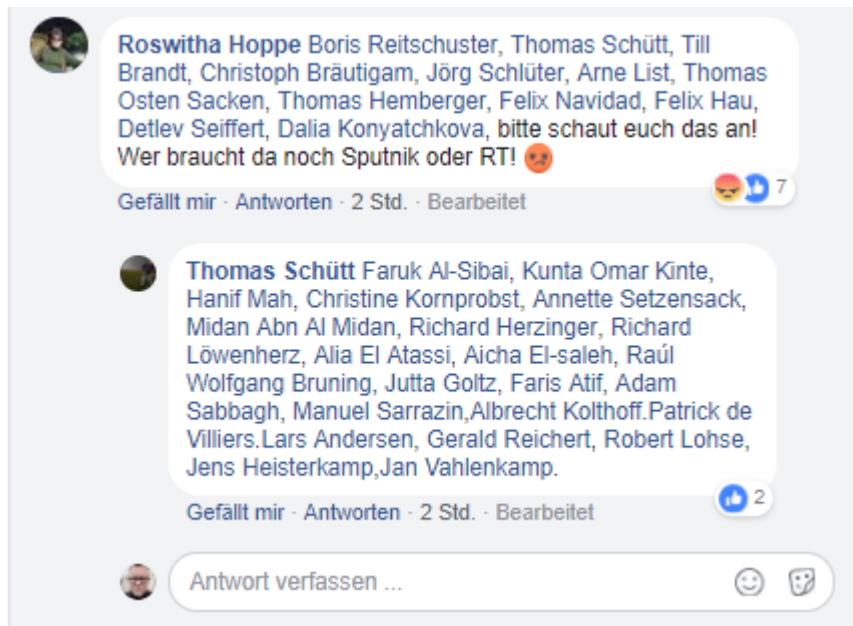 Roswitha Hoppe Boris Reitschuster, Thomas Schütt, Till
Brandt, Christoph Bräutigam, Jörg Schlüter, Arne List, Thomas
Osten Sacken, Thomas Hemberger, Felix Navidad, Felix Hau,
Detlev Seiffert, Dalia Konyatchkova, bitte schaut euch das an!
Wer braucht da noch Sputnik oder RT! 😡
7
Gefällt mir · Antworten · 2 Std. · Bearbeitet
Thomas Schütt Faruk Al-Sibai, Kunta Omar Kinte,
Hanif Mah, Christine Kornprobst, Annette Setzensack,
Midan Abn Al Midan, Richard Herzinger, Richard
Löwenherz, Alia El Atassi, Aicha El-saleh, Raúl
Wolfgang Bruning, Jutta Goltz, Faris Atif, Adam
Sabbagh, Manuel Sarrazin,Albrecht Kolthoff.Patrick de
Villiers.Lars Andersen, Gerald Reichert, Robert Lohse,
Jens Heisterkamp,Jan Vahlenkamp.
2
Gefällt mir · Antworten · 2 Std. · Bearbeitet
Antwort verfassen ...